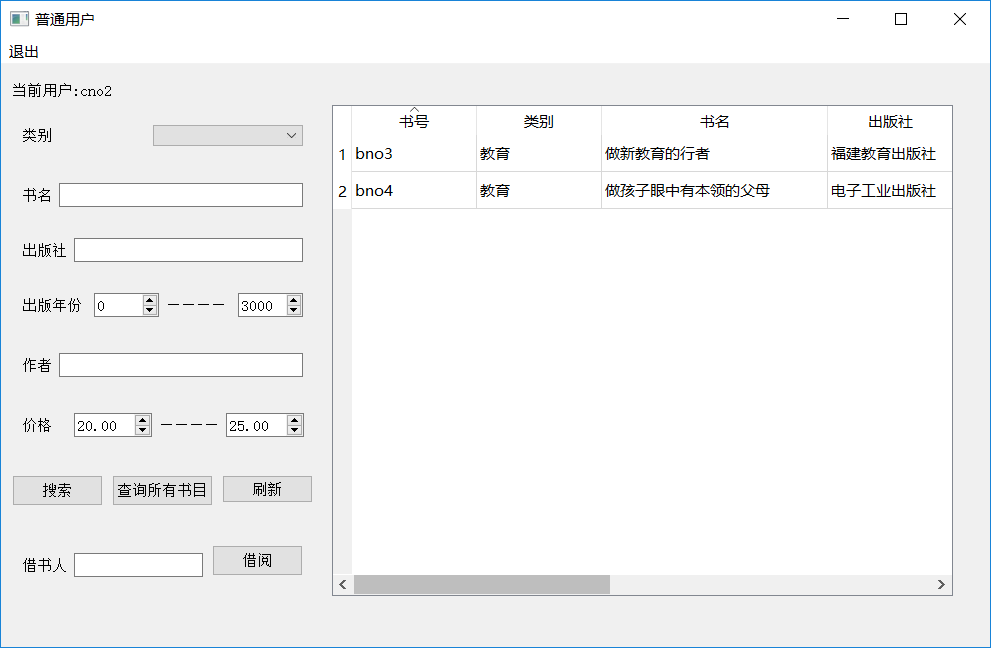 普通用户
退出
当前用户:cno2
类别
书名
出版社
出版年份 0 ---- 3000
作者
价格 20.00 ---- 25.00
搜索 查询所有书目 刷新
借书人 借阅
书号 类别 书名 出版社
1 bno3 教育 做新教育的行者 福建教育出版社
2 bno4 教育 做孩子眼中有本领的父母 电子工业出版社